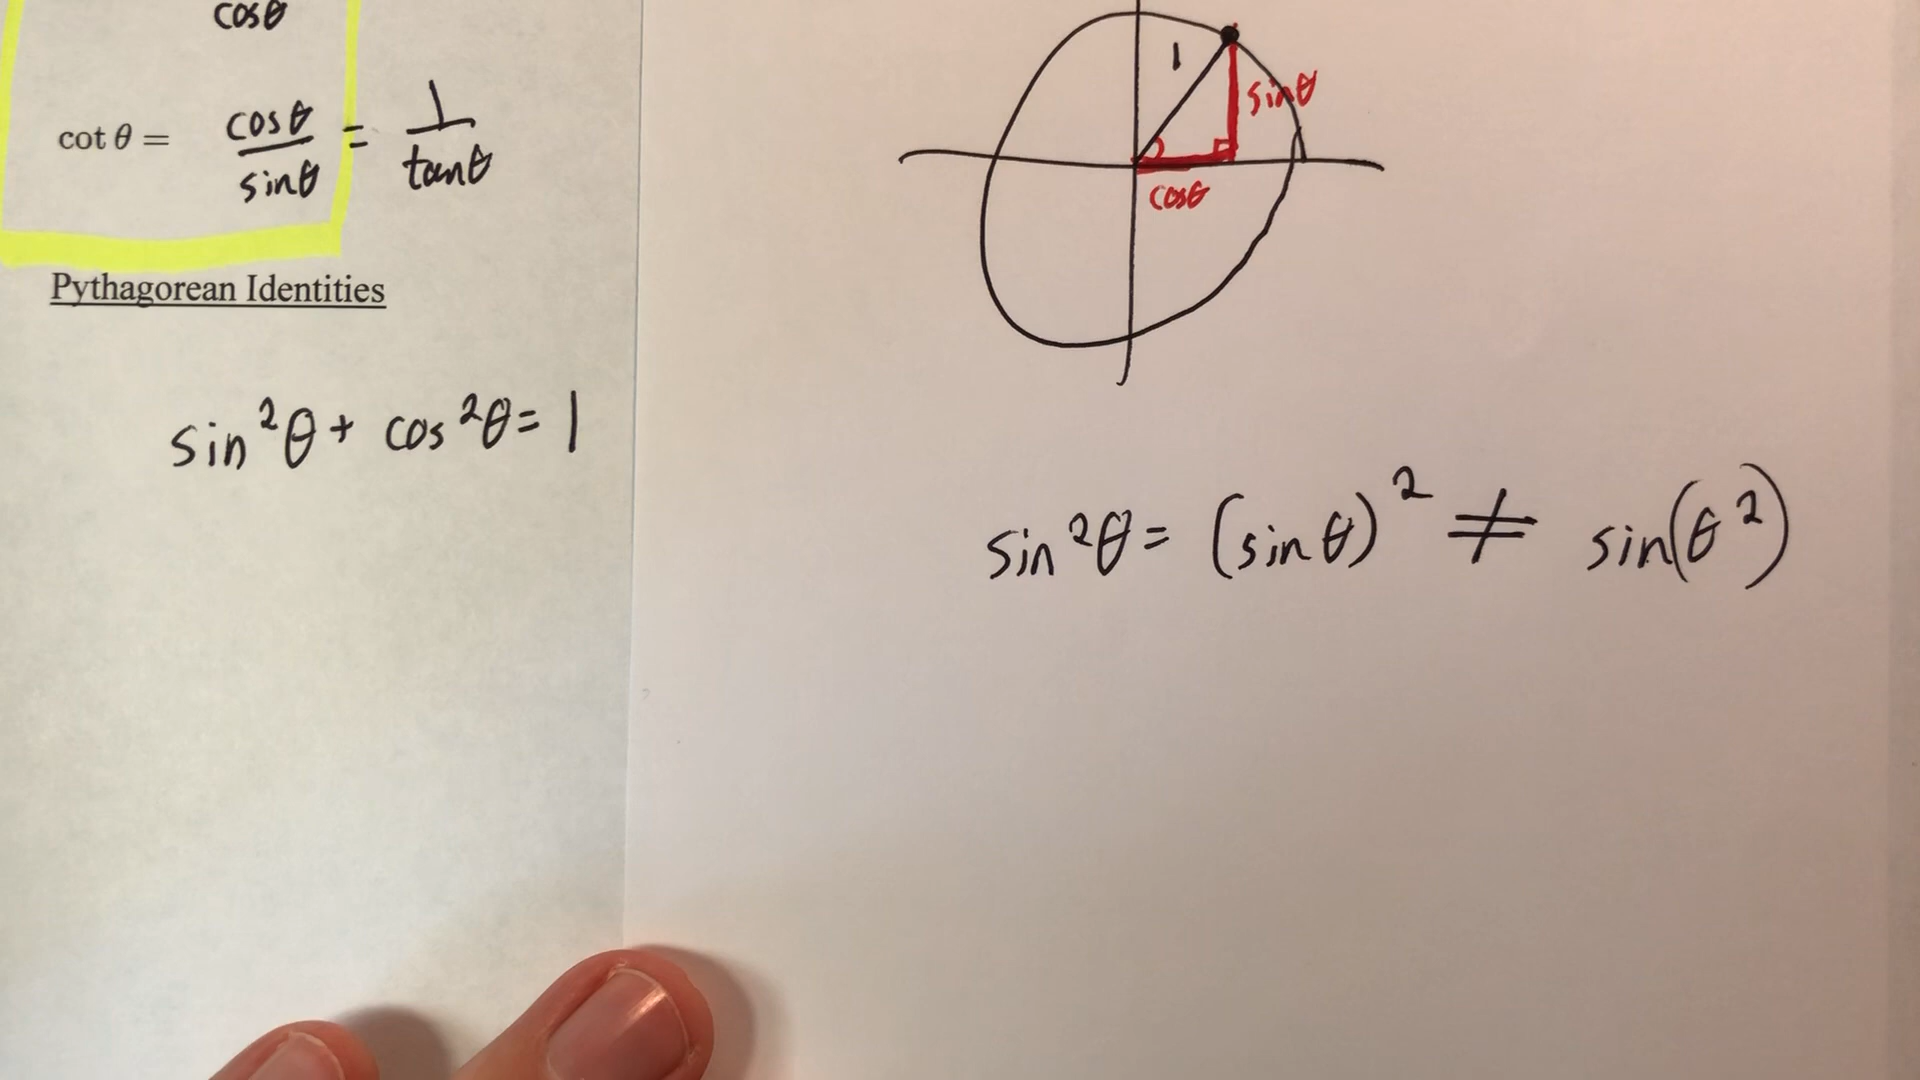 cosθ
cot θ = cosθ/sinθ = 1/tanθ
Pythagorean Identities
sin²θ + cos²θ = 1
1
sinθ
cosθ
sin²θ = (sinθ)² ≠ sin(θ²)